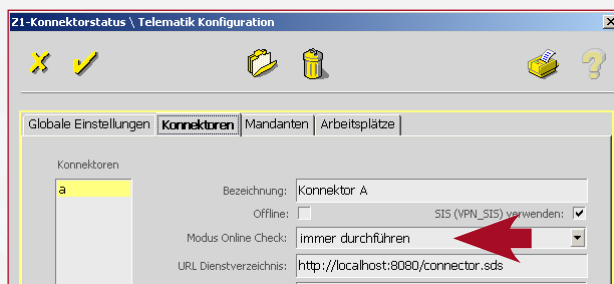 Z1-Konnektorstatus \ Telematik Konfiguration
Globale Einstellungen Konnektoren Mandanten Arbeitsplätze
Konnektoren
a
Bezeichnung: Konnektor A
Offline: SIS (VPN_SIS) verwenden:
Modus Online Check: immer durchführen
URL Dienstverzeichnis: http://localhost:8080/connector.sds